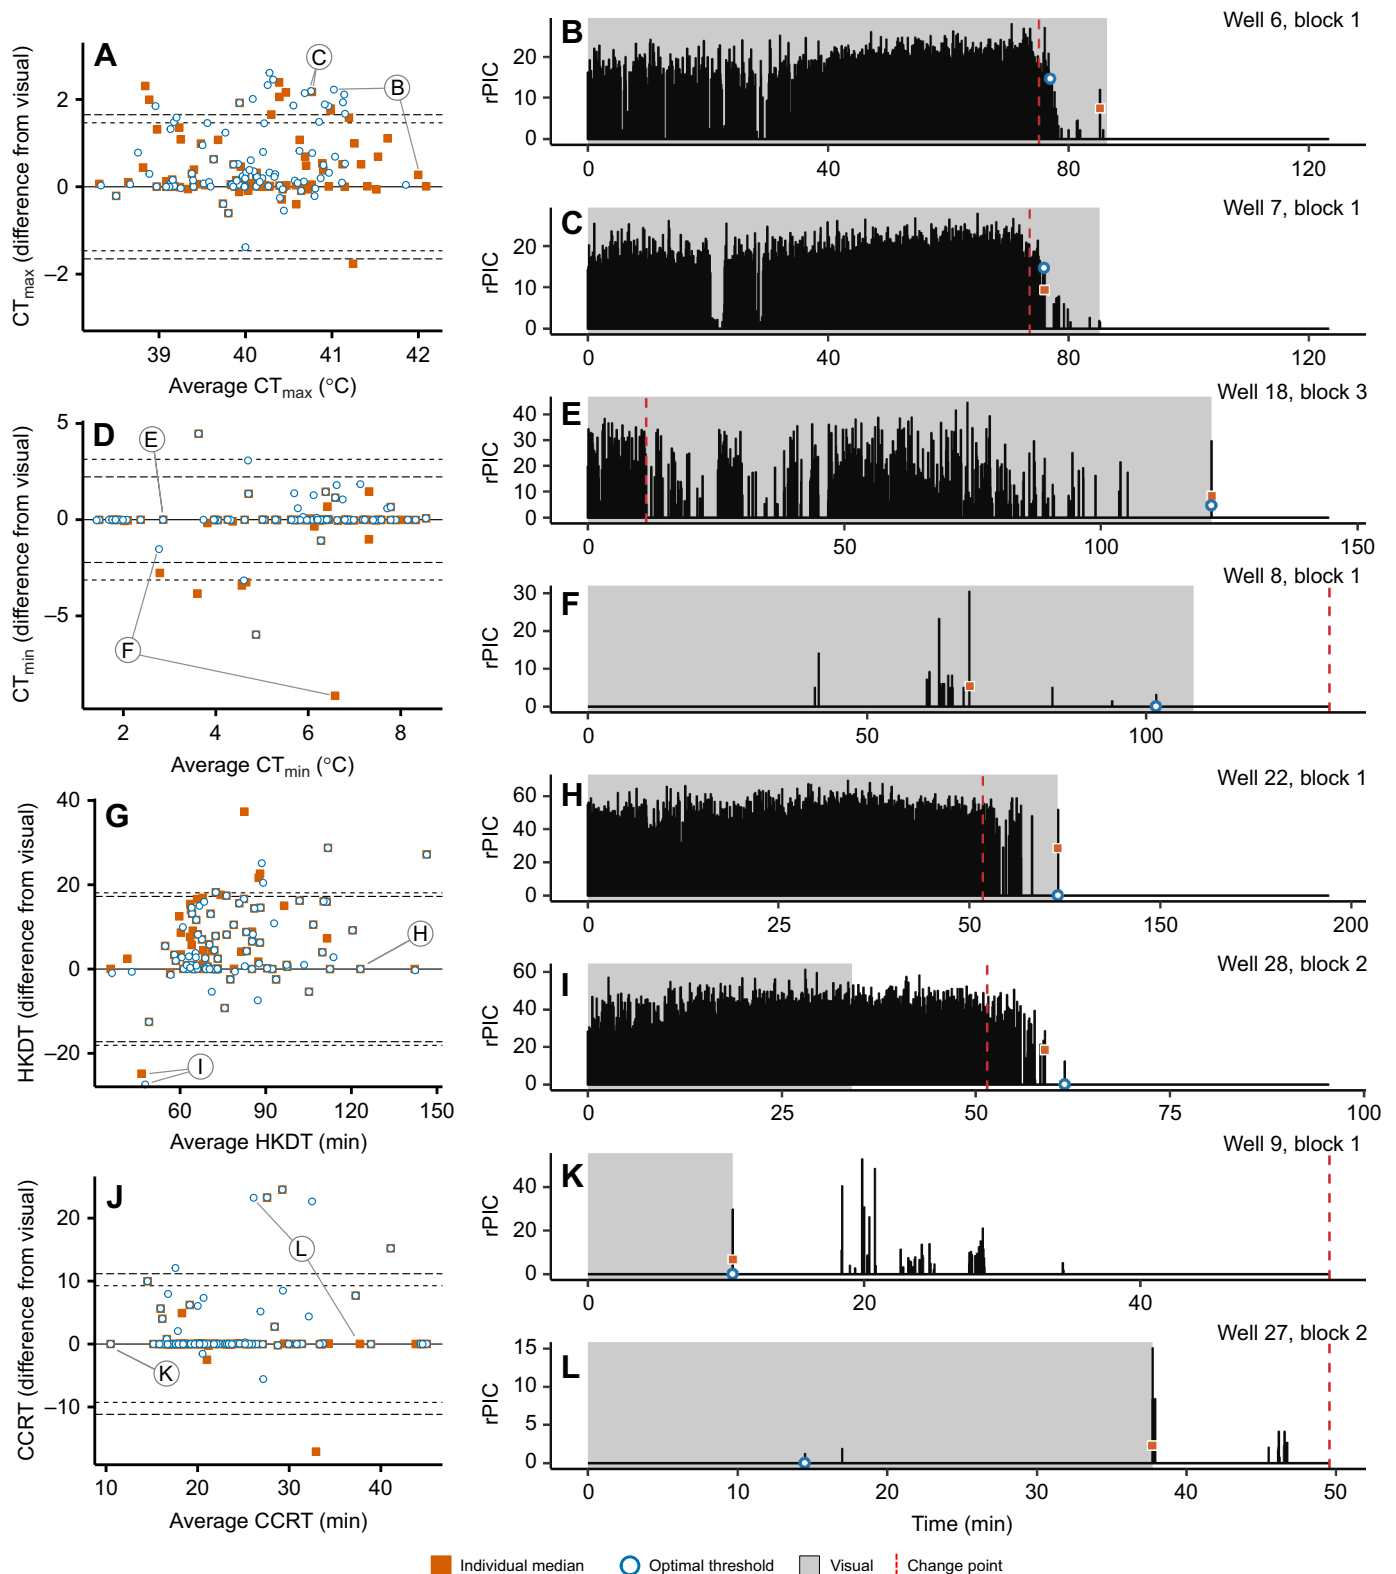 A
CTmax (difference from visual)
2
0
–2
39 40 41 42
Average CTmax (°C)
C
B
B
Well 6, block 1
rPIC
20
10
0
0 40 80 120
C
Well 7, block 1
rPIC
20
10
0
0 40 80 120
D
CTmin (difference from visual)
5
0
–5
2 4 6 8
Average CTmin (°C)
E
F
E
Well 18, block 3
rPIC
40
30
20
10
0
0 50 100 150
F
Well 8, block 1
rPIC
30
20
10
0
0 50 100
G
HKDT (difference from visual)
40
20
0
–20
60 90 120 150
Average HKDT (min)
H
I
H
Well 22, block 1
rPIC
60
40
20
0
0 25 50 150 200
I
Well 28, block 2
rPIC
60
40
20
0
0 25 50 75 100
J
CCRT (difference from visual)
20
10
0
–10
10 20 30 40
Average CCRT (min)
L
K
K
Well 9, block 1
rPIC
40
20
0
0 20 40
L
Well 27, block 2
rPIC
15
10
5
0
0 10 20 30 40 50
Time (min)
Individual median Optimal threshold Visual Change point